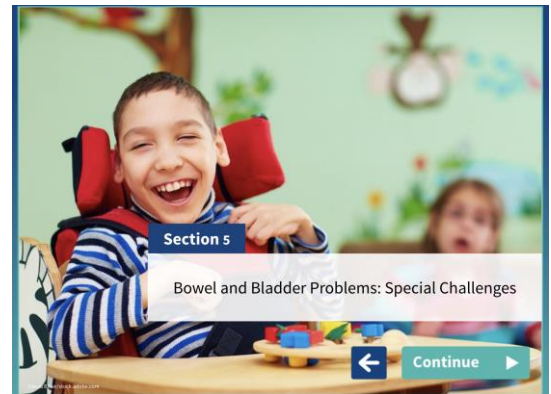 Section 5
Bowel and Bladder Problems: Special Challenges
Continue